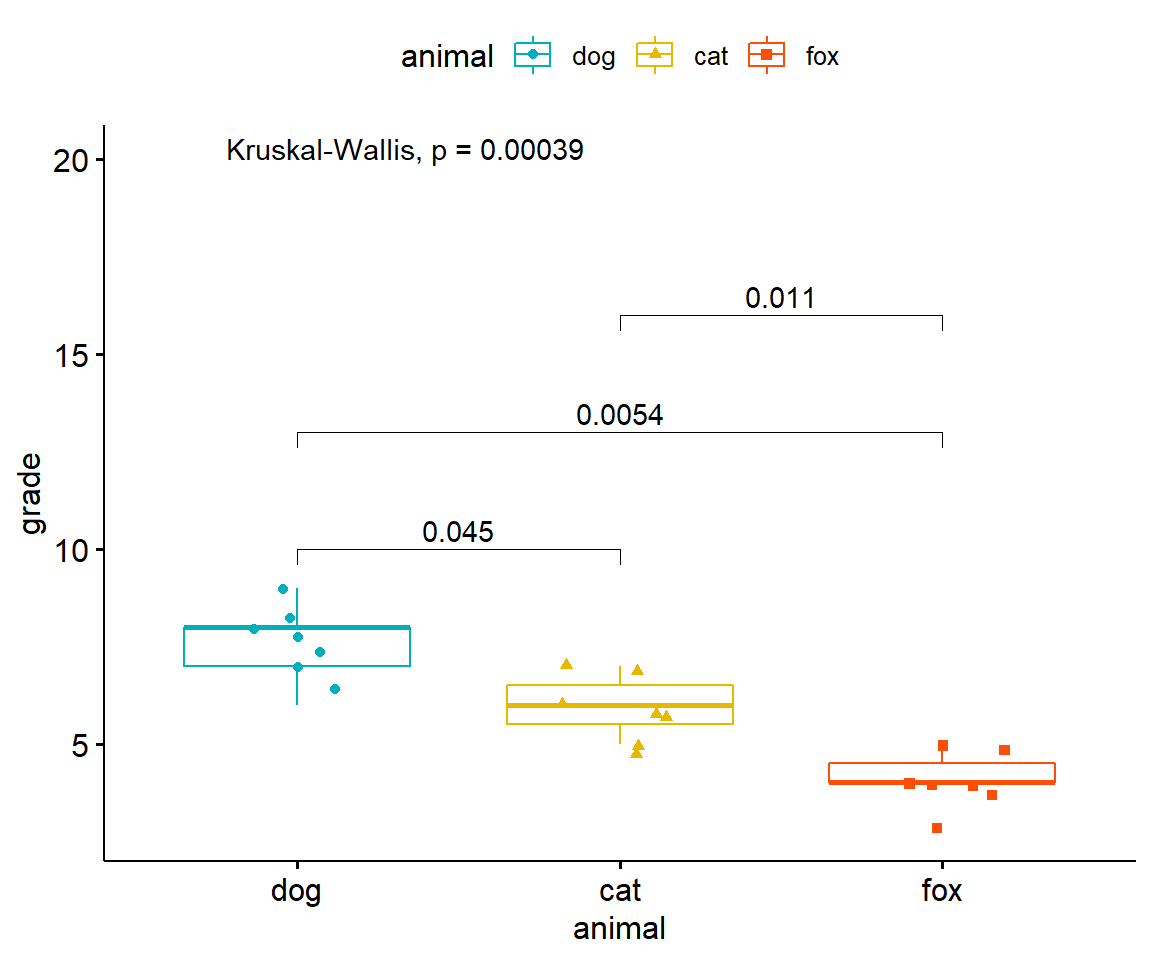 animal dog cat fox
Kruskal-Wallis, p = 0.00039
20
0.011
15
0.0054
grade
0.045
10
5
dog cat fox
animal